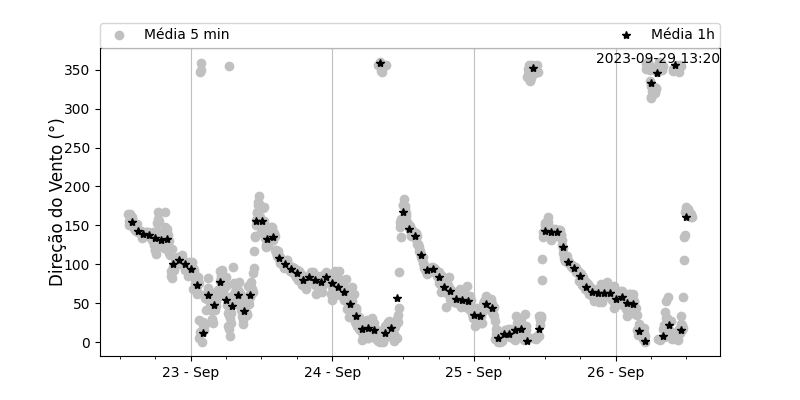 Média 5 min
Média 1h
2023-09-29 13:20
Direção do Vento (°)
350
300
250
200
150
100
50
0
23 - Sep
24 - Sep
25 - Sep
26 - Sep